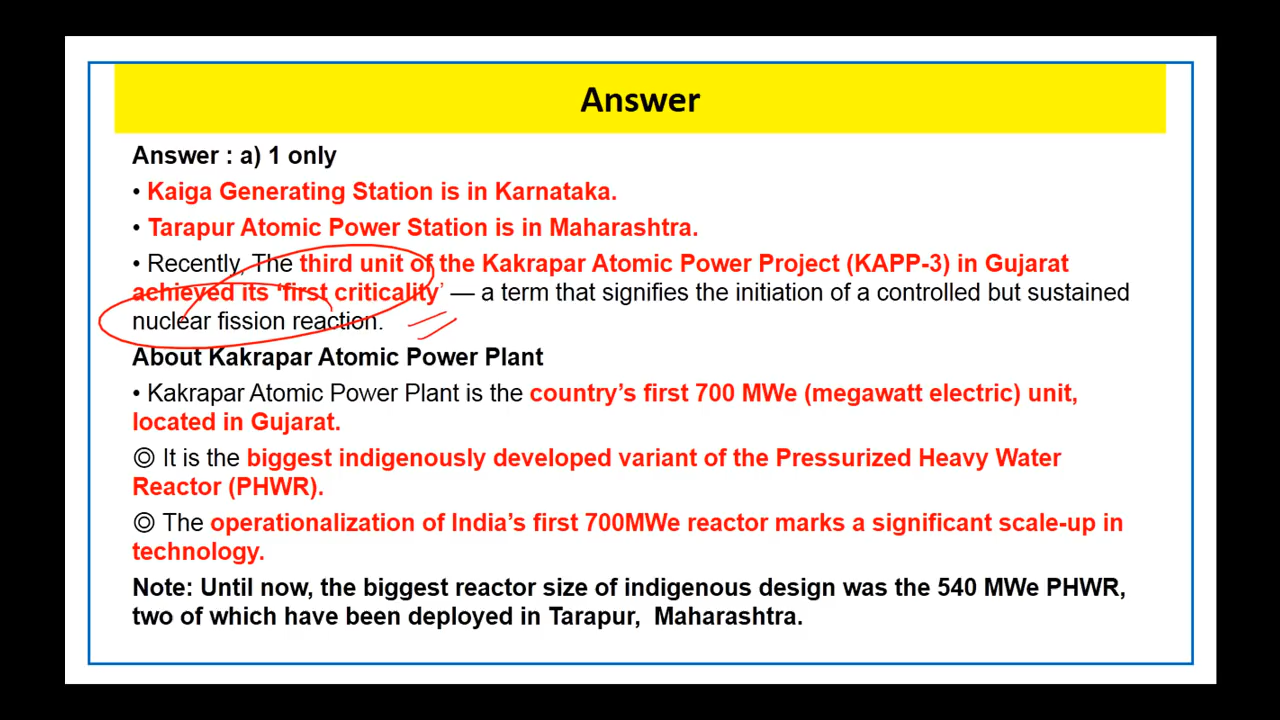 Answer
Answer : a) 1 only
• Kaiga Generating Station is in Karnataka.
• Tarapur Atomic Power Station is in Maharashtra.
• Recently, The third unit of the Kakrapar Atomic Power Project (KAPP-3) in Gujarat
achieved its ‘first criticality’ — a term that signifies the initiation of a controlled but sustained
nuclear fission reaction.
About Kakrapar Atomic Power Plant
• Kakrapar Atomic Power Plant is the country’s first 700 MWe (megawatt electric) unit,
located in Gujarat.
◎ It is the biggest indigenously developed variant of the Pressurized Heavy Water
Reactor (PHWR).
◎ The operationalization of India’s first 700MWe reactor marks a significant scale-up in
technology.
Note: Until now, the biggest reactor size of indigenous design was the 540 MWe PHWR,
two of which have been deployed in Tarapur, Maharashtra.